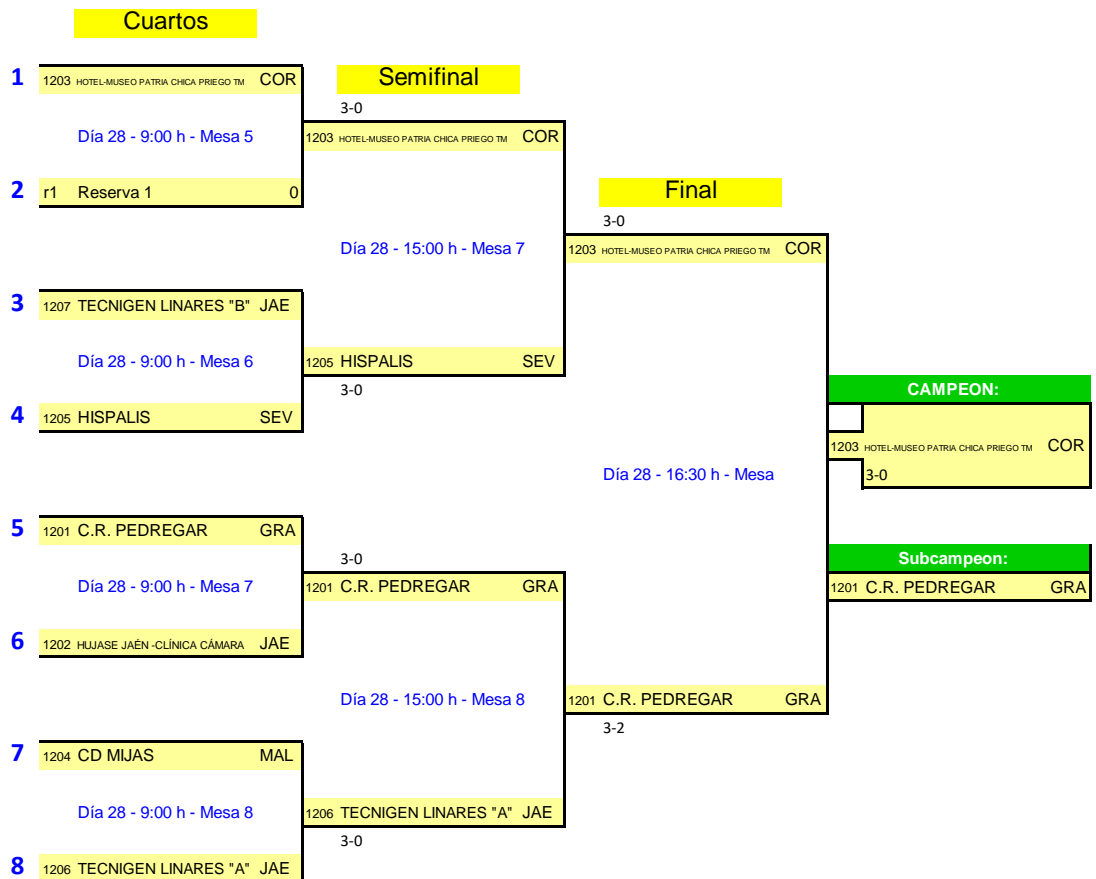 Cuartos
1 1203 HOTEL-MUSEO PATRIA CHICA PRIEGO TM COR
Semifinal
3-0
Día 28 - 9:00 h - Mesa 5
1203 HOTEL-MUSEO PATRIA CHICA PRIEGO TM COR
2 r1 Reserva 1 0
Final
3-0
Día 28 - 15:00 h - Mesa 7
1203 HOTEL-MUSEO PATRIA CHICA PRIEGO TM COR
3 1207 TECNIGEN LINARES "B" JAE
Día 28 - 9:00 h - Mesa 6
1205 HISPALIS SEV
3-0
CAMPEON:
4 1205 HISPALIS SEV
1203 HOTEL-MUSEO PATRIA CHICA PRIEGO TM COR
Día 28 - 16:30 h - Mesa
3-0
5 1201 C.R. PEDREGAR GRA
3-0
Subcampeon:
Día 28 - 9:00 h - Mesa 7
1201 C.R. PEDREGAR GRA
1201 C.R. PEDREGAR GRA
6 1202 HUJASE JAÉN -CLÍNICA CÁMARA JAE
Día 28 - 15:00 h - Mesa 8
1201 C.R. PEDREGAR GRA
3-2
7 1204 CD MIJAS MAL
Día 28 - 9:00 h - Mesa 8
1206 TECNIGEN LINARES "A" JAE
3-0
8 1206 TECNIGEN LINARES "A" JAE